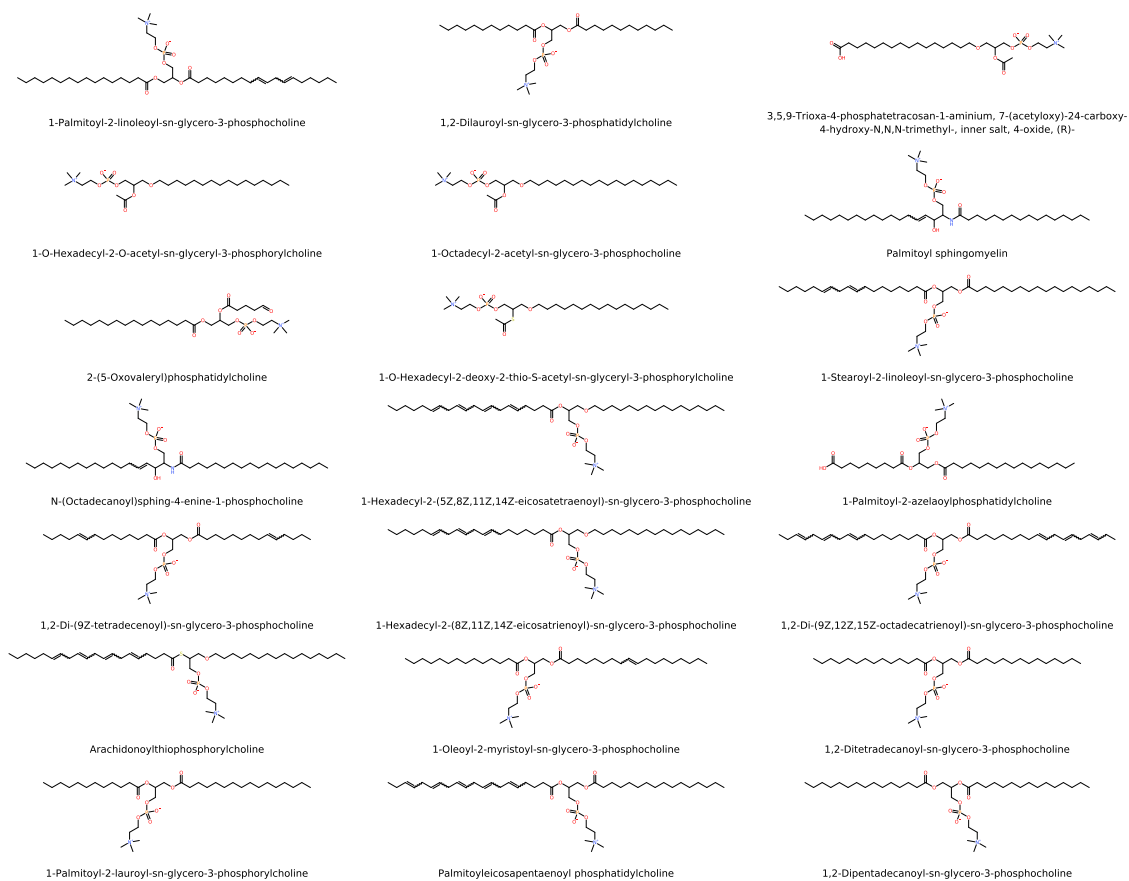 1-Palmitoyl-2-linoleoyl-sn-glycero-3-phosphocholine
1,2-Dilauroyl-sn-glycero-3-phosphatidylcholine
3,5,9-Trioxa-4-phosphatetracosan-1-aminium, 7-(acetyloxy)-24-carboxy-
4-hydroxy-N,N,N-trimethyl-, inner salt, 4-oxide, (R)-
1-O-Hexadecyl-2-O-acetyl-sn-glyceryl-3-phosphorylcholine
1-Octadecyl-2-acetyl-sn-glycero-3-phosphocholine
Palmitoyl sphingomyelin
2-(5-Oxovaleryl)phosphatidylcholine
1-O-Hexadecyl-2-deoxy-2-thio-S-acetyl-sn-glyceryl-3-phosphorylcholine
1-Stearoyl-2-linoleoyl-sn-glycero-3-phosphocholine
N-(Octadecanoyl)sphing-4-enine-1-phosphocholine
1-Hexadecyl-2-(5Z,8Z,11Z,14Z-eicosatetraenoyl)-sn-glycero-3-phosphocholine
1-Palmitoyl-2-azelaoylphosphatidylcholine
1,2-Di-(9Z-tetradecenoyl)-sn-glycero-3-phosphocholine
1-Hexadecyl-2-(8Z,11Z,14Z-eicosatrienoyl)-sn-glycero-3-phosphocholine
1,2-Di-(9Z,12Z,15Z-octadecatrienoyl)-sn-glycero-3-phosphocholine
Arachidonoylthiophosphorylcholine
1-Oleoyl-2-myristoyl-sn-glycero-3-phosphocholine
1,2-Ditetradecanoyl-sn-glycero-3-phosphocholine
1-Palmitoyl-2-lauroyl-sn-glycero-3-phosphorylcholine
Palmitoyleicosapentaenoyl phosphatidylcholine
1,2-Dipentadecanoyl-sn-glycero-3-phosphocholine